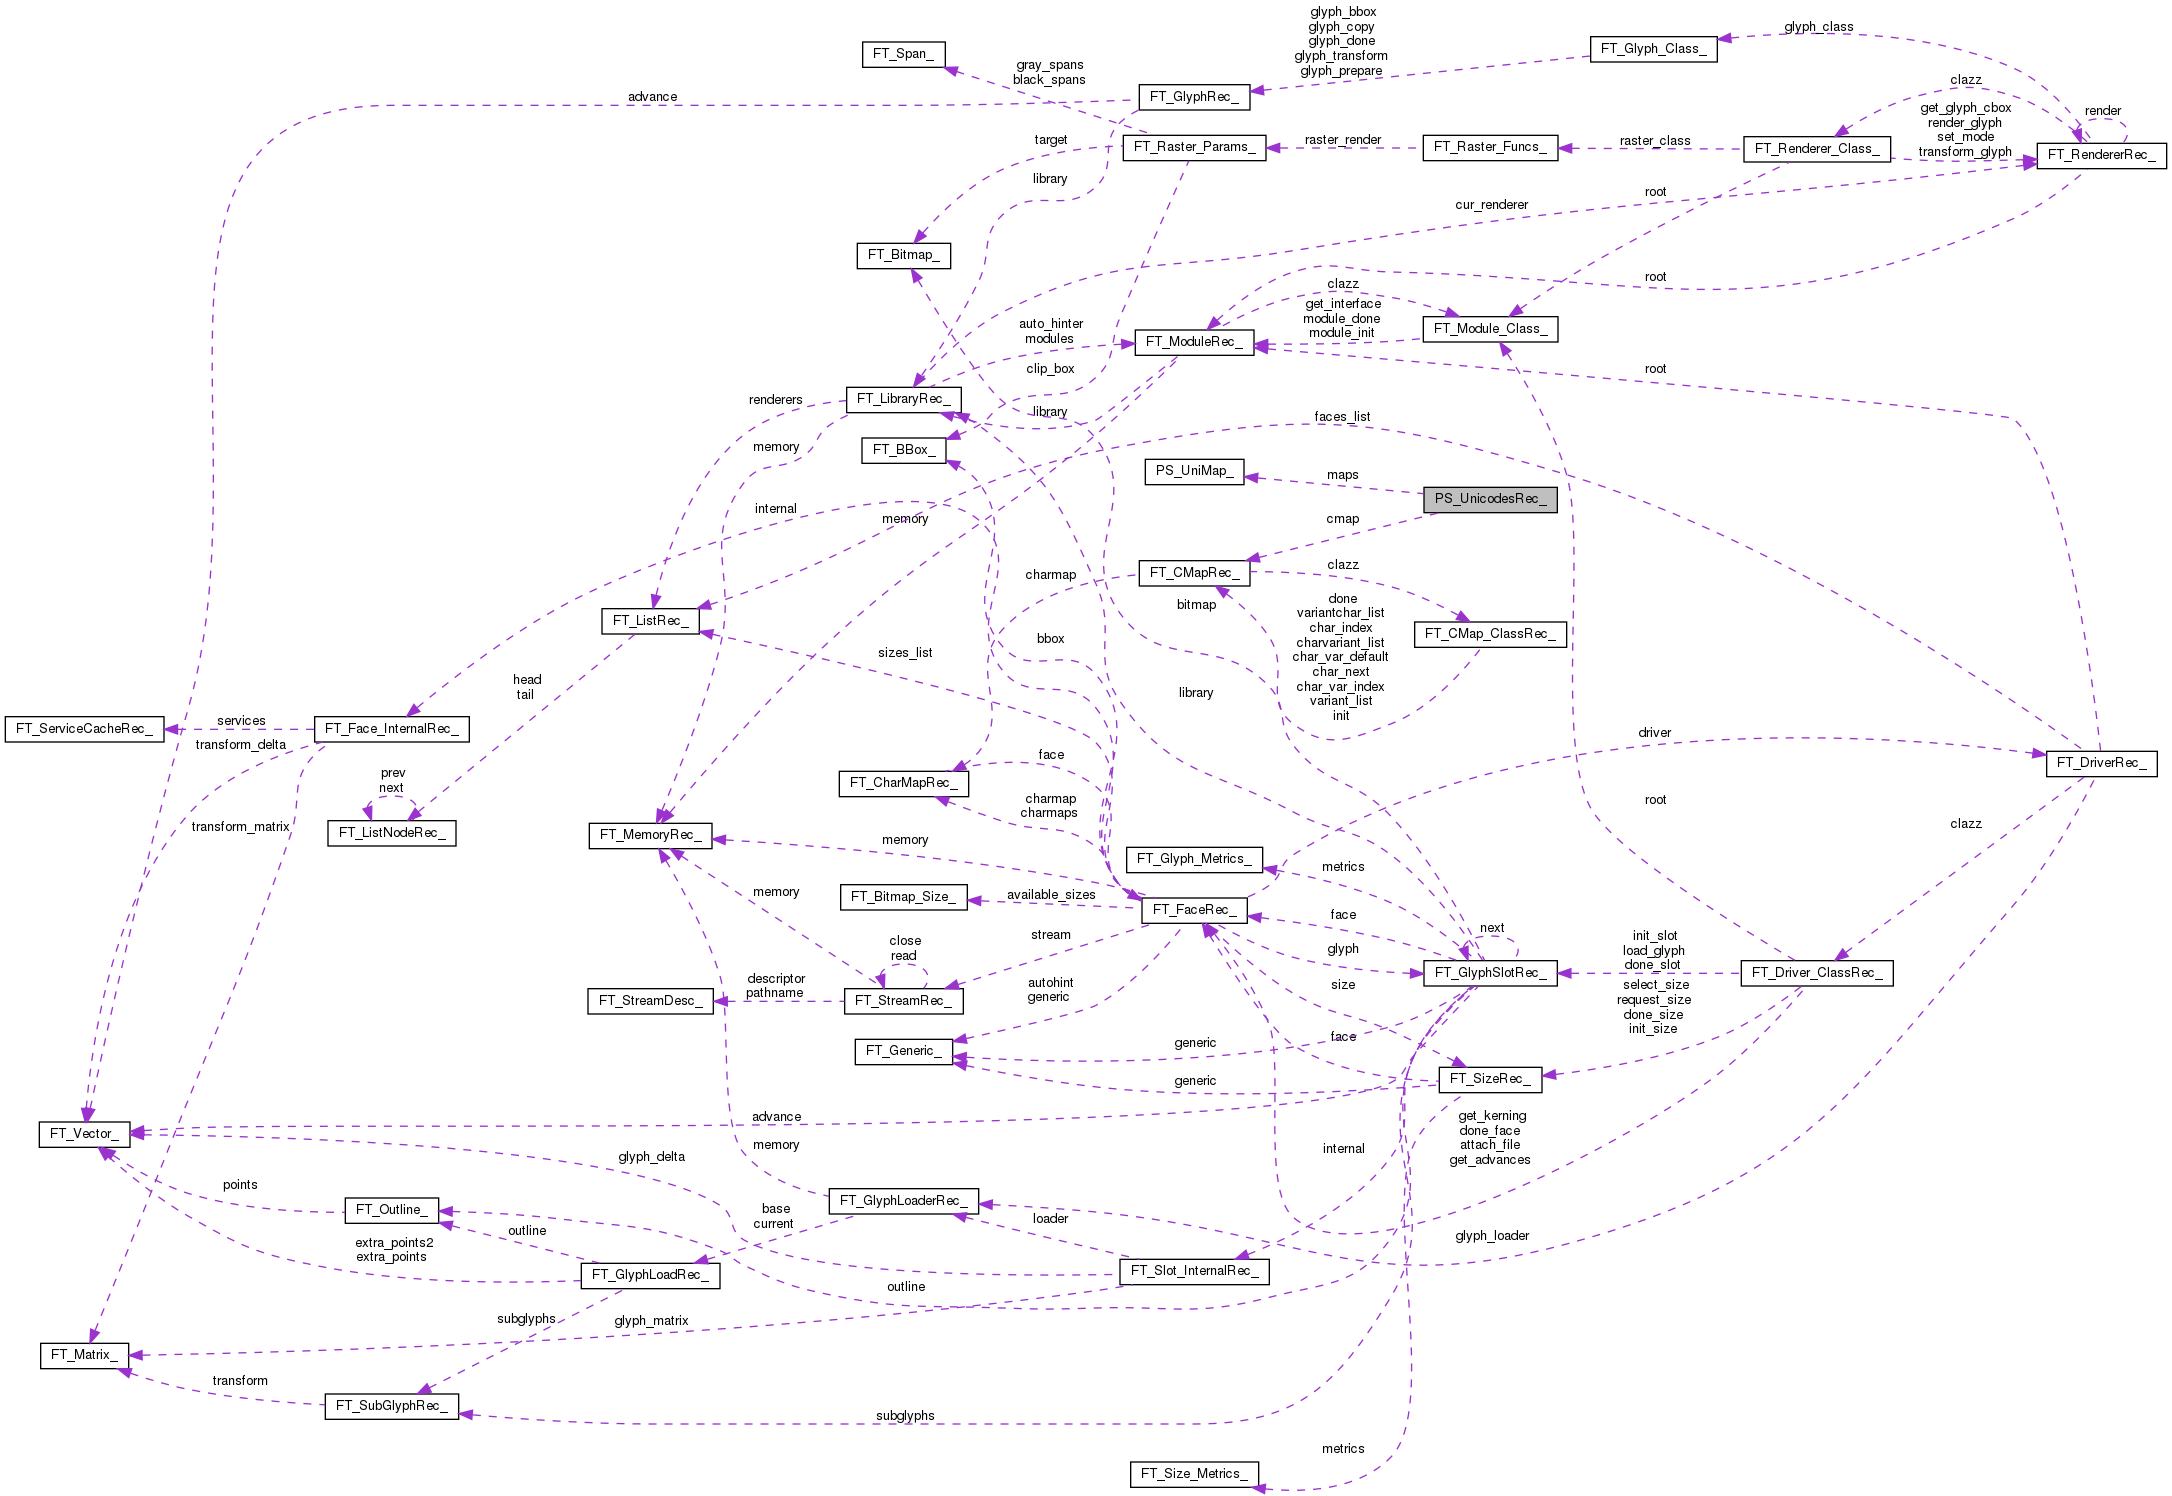 glyph_bbox
glyph_copy
glyph_done
glyph_transform
glyph_prepare
glyph_class
FT_Span_
FT_Glyph_Class_
gray_spans
black_spans
clazz
advance
FT_GlyphRec_
get_glyph_cbox
render_glyph
set_mode
transform_glyph
render
target
FT_Raster_Params_
raster_render
FT_Raster_Funcs_
raster_class
FT_Renderer_Class_
FT_RendererRec_
library
root
cur_renderer
FT_Bitmap_
root
clazz
get_interface
module_done
module_init
auto_hinter
modules
FT_ModuleRec_
FT_Module_Class_
clip_box
root
renderers
FT_LibraryRec_
library
faces_list
memory
FT_BBox_
PS_UniMap_
maps
PS_UnicodesRec_
internal
memory
cmap
charmap
FT_CMapRec_
clazz
bitmap
done
variantchar_list
char_index
charvariant_list
char_var_default
char_next
char_var_index
variant_list
init
FT_CMap_ClassRec_
FT_ListRec_
bbox
sizes_list
head
tail
library
FT_ServiceCacheRec_
services
FT_Face_InternalRec_
transform_delta
driver
face
FT_DriverRec_
prev
next
FT_CharMapRec_
charmap
charmaps
root
transform_matrix
FT_ListNodeRec_
FT_MemoryRec_
memory
clazz
FT_Glyph_Metrics_
metrics
memory
FT_Bitmap_Size_
available_sizes
FT_FaceRec_
face
next
stream
close
read
glyph
init_slot
load_glyph
done_slot
descriptor
pathname
FT_StreamDesc_
FT_StreamRec_
autohint
generic
size
FT_GlyphSlotRec_
FT_Driver_ClassRec_
select_size
request_size
done_size
init_size
FT_Generic_
generic
face
generic
FT_SizeRec_
advance
FT_Vector_
memory
glyph_delta
internal
get_kerning
done_face
attach_file
get_advances
points
FT_Outline_
FT_GlyphLoaderRec_
base
current
loader
outline
glyph_loader
extra_points2
extra_points
FT_GlyphLoadRec_
FT_Slot_InternalRec_
outline
subglyphs
glyph_matrix
FT_Matrix_
transform
FT_SubGlyphRec_
subglyphs
metrics
FT_Size_Metrics_